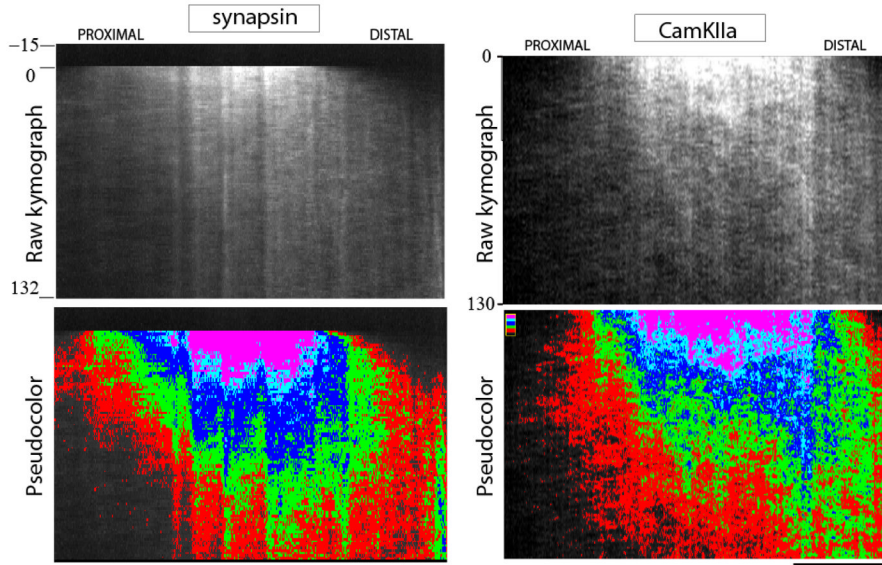 synapsin
PROXIMAL
DISTAL
−15
0
Raw kymograph
132
Pseudocolor
CamKIIa
PROXIMAL
DISTAL
0
Raw kymograph
130
Pseudocolor